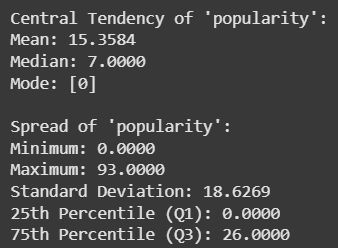 Central Tendency of 'popularity':
Mean: 15.3584
Median: 7.0000
Mode: [0]

Spread of 'popularity':
Minimum: 0.0000
Maximum: 93.0000
Standard Deviation: 18.6269
25th Percentile (Q1): 0.0000
75th Percentile (Q3): 26.0000